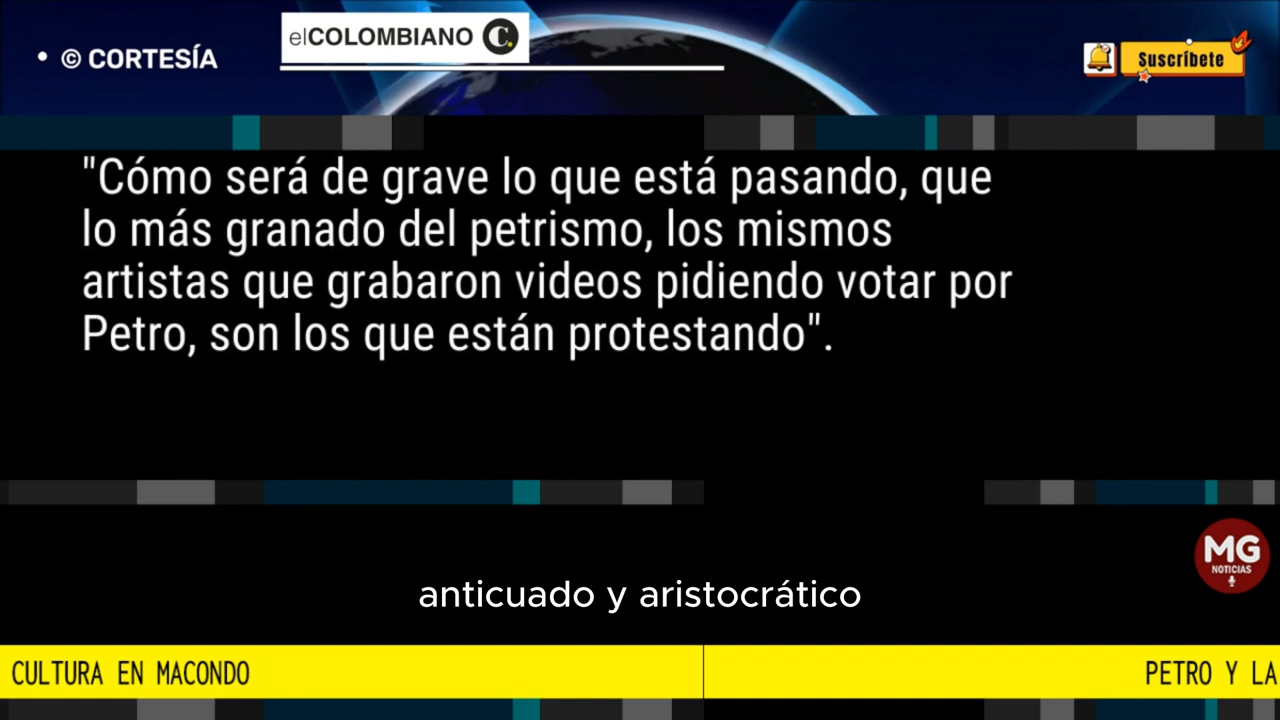 • © CORTESÍA
elCOLOMBIANO C.
Suscríbete
"Cómo será de grave lo que está pasando, que
lo más granado del petrismo, los mismos
artistas que grabaron videos pidiendo votar por
Petro, son los que están protestando".
MG
NOTICIAS
anticuado y aristocrático
CULTURA EN MACONDO
PETRO Y LA